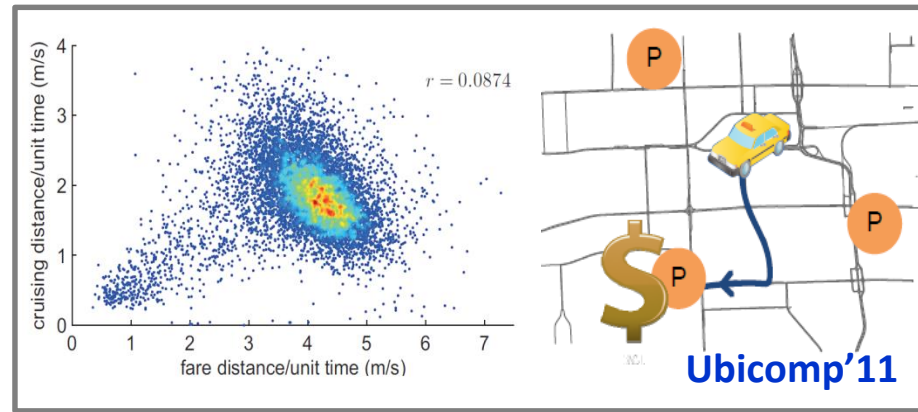 4
3
2
1
0
cruising distance/unit time (m/s)
r = 0.0874
0 1 2 3 4 5 6 7
fare distance/unit time (m/s)
P
P
$ P
Ubicomp'11